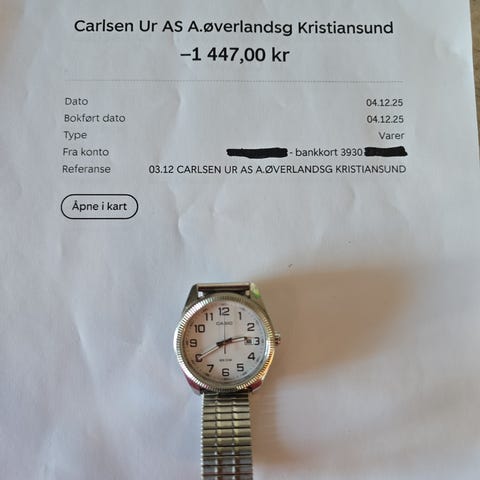 Carlsen Ur AS A.øverlandsg Kristiansund
–1 447,00 kr
Dato 04.12.25
Bokført dato 04.12.25
Type Varer
Fra konto - bankkort 3930
Referanse 03.12 CARLSEN UR AS A.ØVERLANDSG KRISTIANSUND
Åpne i kart
12
11 1
10 CASIO
9 3
8 4
7 5
6